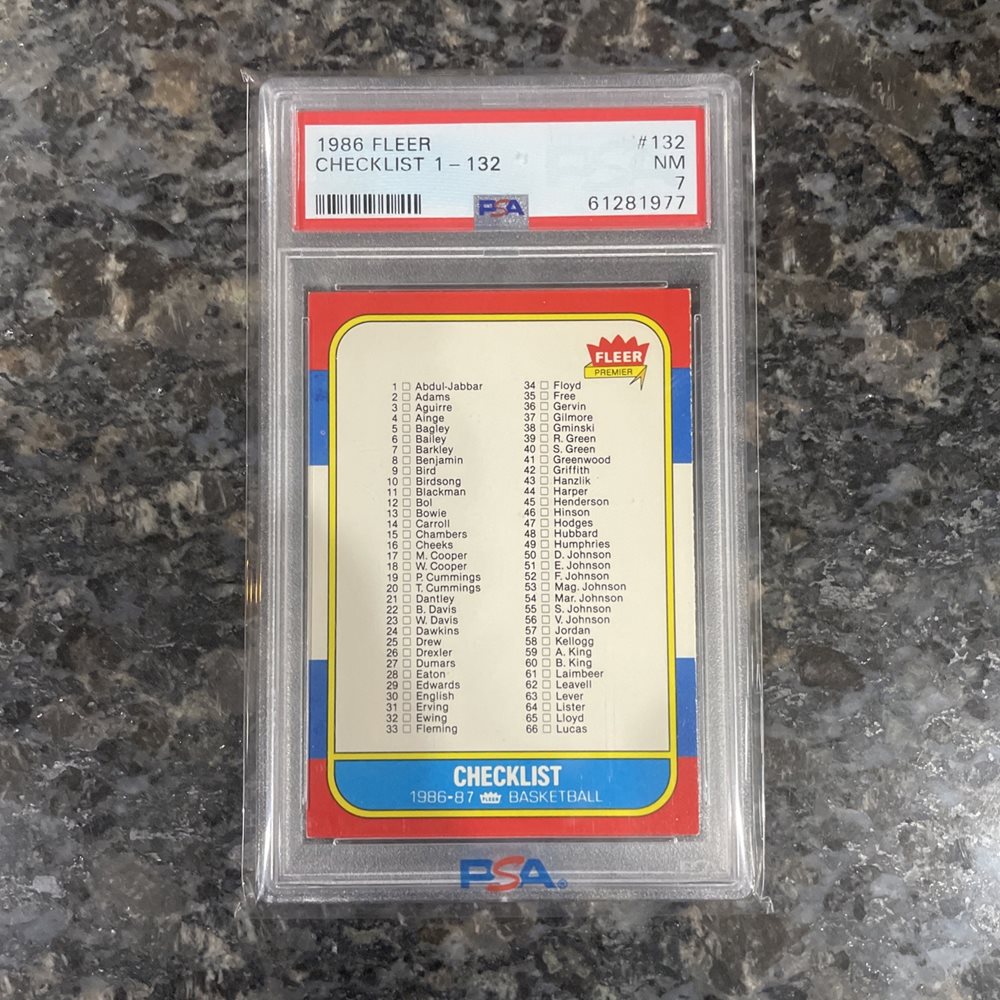 1986 FLEER #132
CHECKLIST 1 - 132 NM
7
PSA 61281977
FLEER
PREMIER
1 Abdul-Jabbar
2 Adams
3 Aguirre
4 Ainge
5 Bagley
6 Bailey
7 Barkley
8 Benjamin
9 Bird
10 Birdsong
11 Blackman
12 Bol
13 Bowie
14 Carroll
15 Chambers
16 Cheeks
17 M. Cooper
18 W. Cooper
19 P. Cummings
20 T. Cummings
21 Dantley
22 B. Davis
23 W. Davis
24 Dawkins
25 Drew
26 Drexler
27 Dumars
28 Eaton
29 Edwards
30 English
31 Erving
32 Ewing
33 Fleming
34 Floyd
35 Free
36 Gervin
37 Gilmore
38 Gminski
39 R. Green
40 S. Green
41 Greenwood
42 Griffith
43 Hanzlik
44 Harper
45 Henderson
46 Hinson
47 Hodges
48 Hubbard
49 Humphries
50 D. Johnson
51 E. Johnson
52 F. Johnson
53 Mag. Johnson
54 Mar. Johnson
55 S. Johnson
56 V. Johnson
57 Jordan
58 Kellogg
59 A. King
60 B. King
61 Laimbeer
62 Leavell
63 Lever
64 Lister
65 Lloyd
66 Lucas
CHECKLIST
1986-87 FLEER BASKETBALL
PSA®